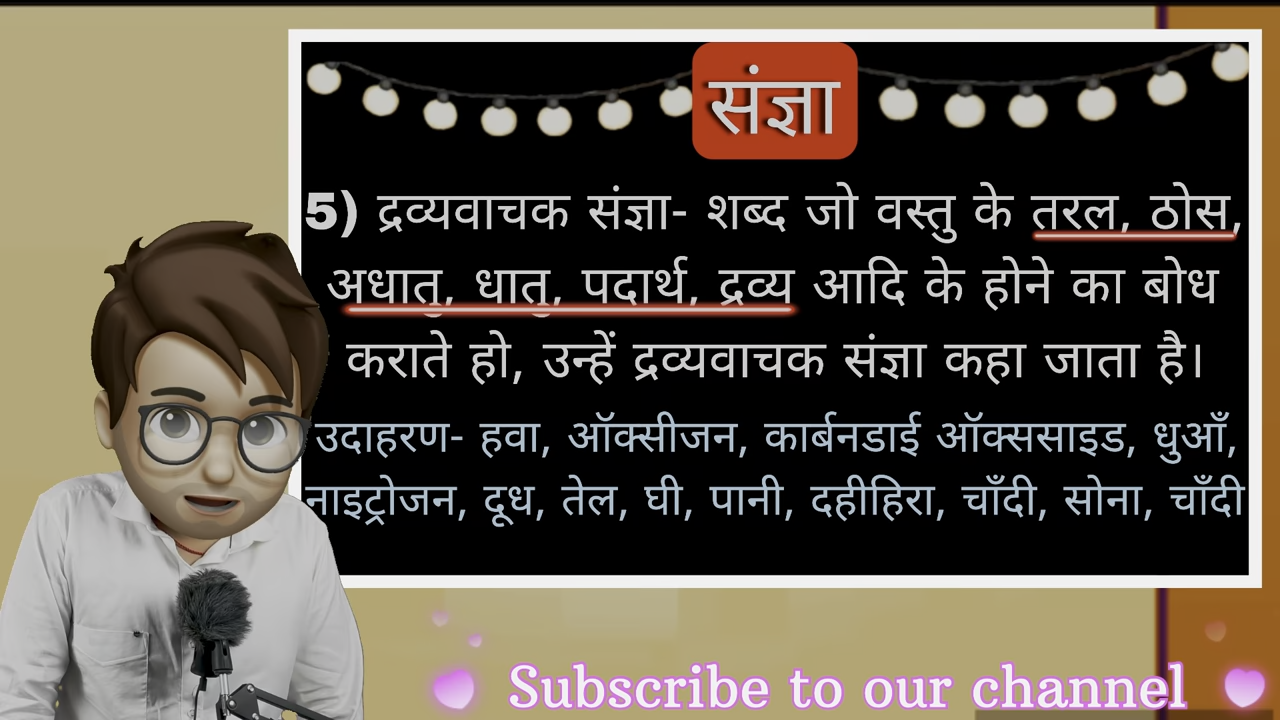 संज्ञा
5) द्रव्यवाचक संज्ञा- शब्द जो वस्तु के तरल, ठोस,
अधातु, धातु, पदार्थ, द्रव्य आदि के होने का बोध
कराते हो, उन्हें द्रव्यवाचक संज्ञा कहा जाता है।
उदाहरण- हवा, ऑक्सीजन, कार्बनडाई ऑक्ससाइड, धुआँ,
नाइट्रोजन, दूध, तेल, घी, पानी, दहीहिरा, चाँदी, सोना, चाँदी
Subscribe to our channel